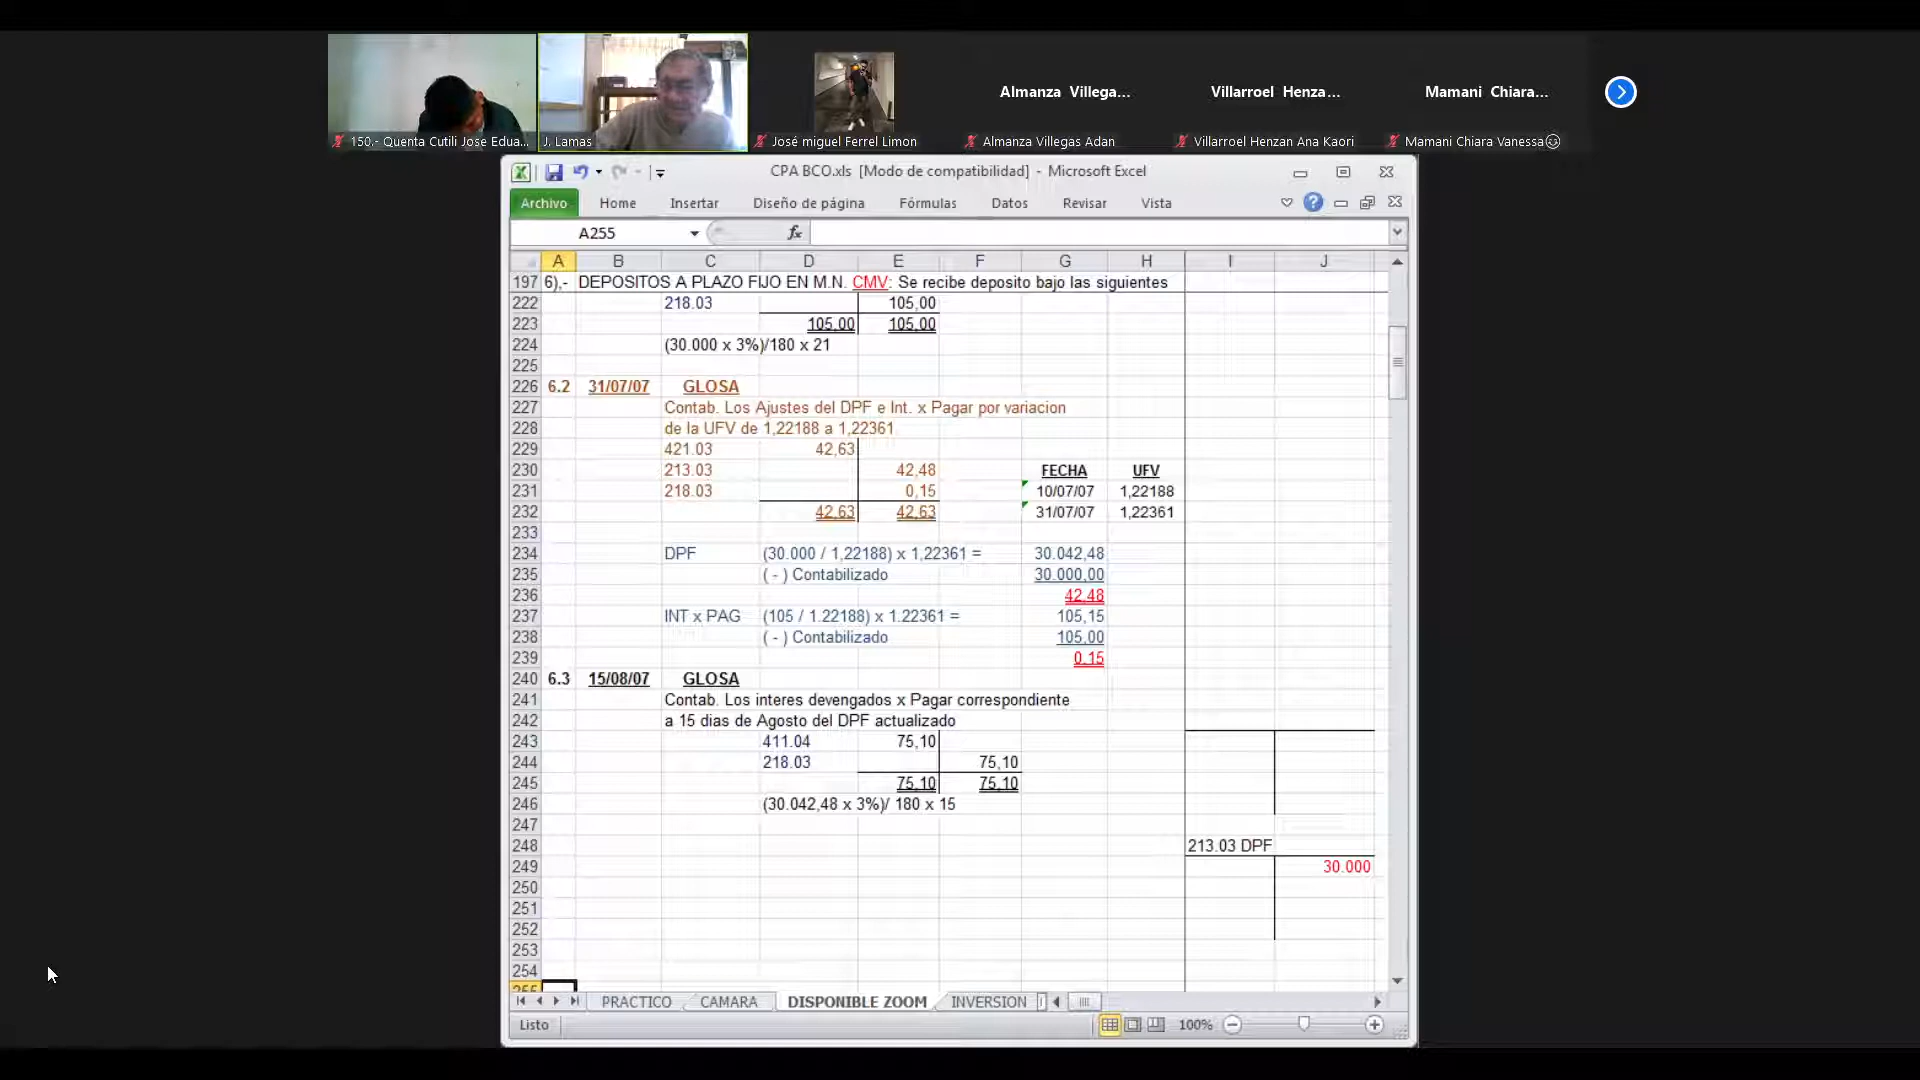 Almanza Villega...
Villarroel Henza...
Mamani Chiara...
150.- Quenta Cutili Jose Edua...
J. Lamas
José miguel Ferrel Limon
Almanza Villegas Adan
Villarroel Henzan Ana Kaori
Mamani Chiara Vanessa
CPA BCO.xls [Modo de compatibilidad] - Microsoft Excel
Archivo Home Insertar Diseño de página Fórmulas Datos Revisar Vista
A255 fx
A B C D E F G H I J
197 6),- DEPOSITOS A PLAZO FIJO EN M.N. CMV: Se recibe deposito bajo las siguientes
222 218.03 105,00
223 105,00 105,00
224 (30.000 x 3%)/180 x 21
225
226 6.2 31/07/07 GLOSA
227 Contab. Los Ajustes del DPF e Int. x Pagar por variacion
228 de la UFV de 1,22188 a 1,22361
229 421.03 42,63
230 213.03 42,48 FECHA UFV
231 218.03 0,15 10/07/07 1,22188
232 42,63 42,63 31/07/07 1,22361
233
234 DPF (30.000 / 1,22188) x 1,22361 = 30.042,48
235 ( - ) Contabilizado 30.000,00
236 42,48
237 INT x PAG (105 / 1.22188) x 1.22361 = 105,15
238 ( - ) Contabilizado 105,00
239 0,15
240 6.3 15/08/07 GLOSA
241 Contab. Los interes devengados x Pagar correspondiente
242 a 15 dias de Agosto del DPF actualizado
243 411.04 75,10
244 218.03 75,10
245 75,10 75,10
246 (30.042,48 x 3%)/ 180 x 15
247
248 213.03 DPF
249 30.000
250
251
252
253
254
255
PRACTICO CAMARA DISPONIBLE ZOOM INVERSION
Listo 100%